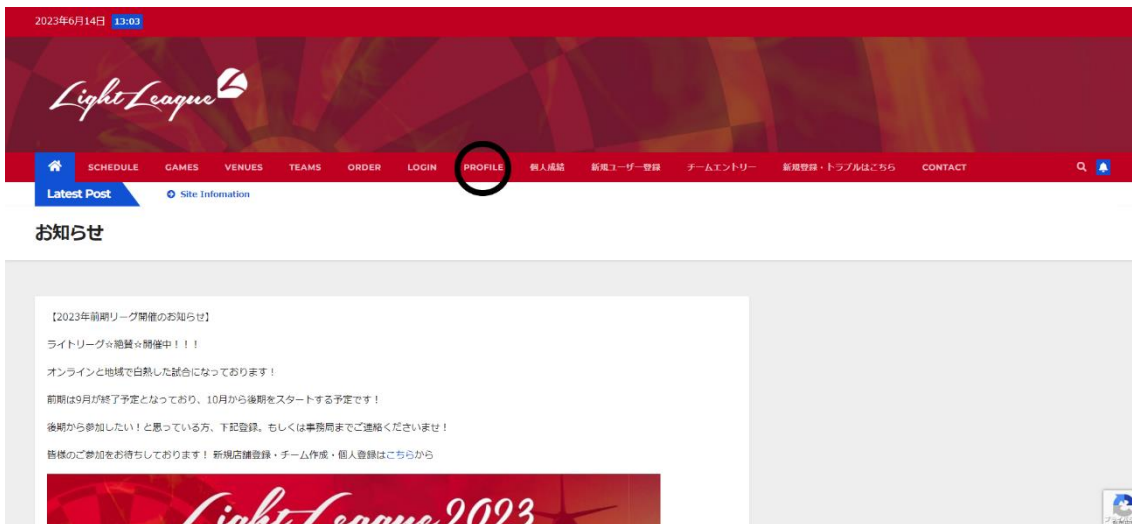 2023年6月14日 13:03
Light League
SCHEDULE GAMES VENUES TEAMS ORDER LOGIN PROFILE 個人成績 新規ユーザー登録 チームエントリー 新規登録・トラブルはこちら CONTACT
Latest Post Site Infomation
お知らせ
【2023年前期リーグ開催のお知らせ】
ライトリーグ☆絶賛☆開催中！！！
オンラインと地域で白熱した試合になっております！
前期は9月が終了予定となっており、10月から後期をスタートする予定です！
後期から参加したい！と思っている方、下記登録。もしくは事務局までご連絡くださいませ！
皆様のご参加をお待ちしております！ 新規店舗登録・チーム作成・個人登録はこちらから
Light League 2023